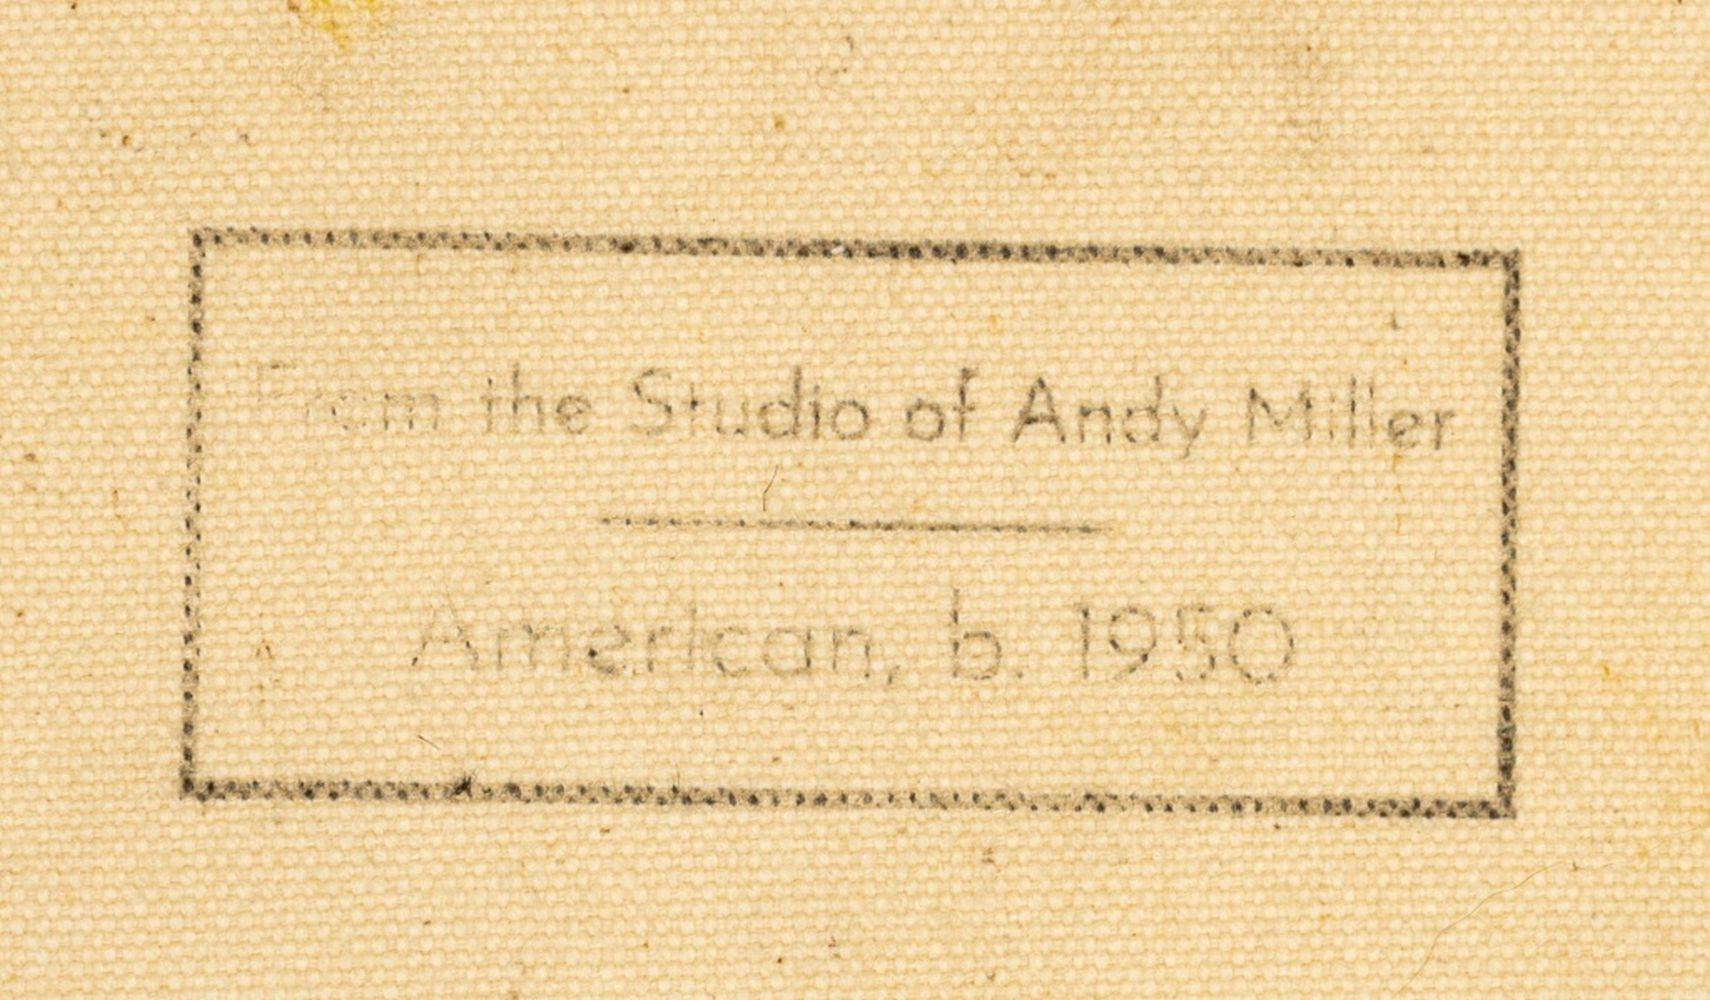 From the Studio of Andy Miller
American, b. 1950